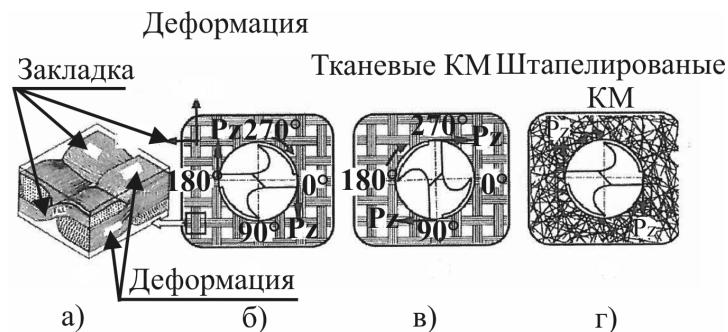 Деформация
Закладка
Тканевые КМ
Штапелированые
КМ
Pz 270°
180°
0°
90°
Pz
270°
Pz
180°
0°
Pz
90°
Pz
Pz
Деформация
а)
б)
в)
г)